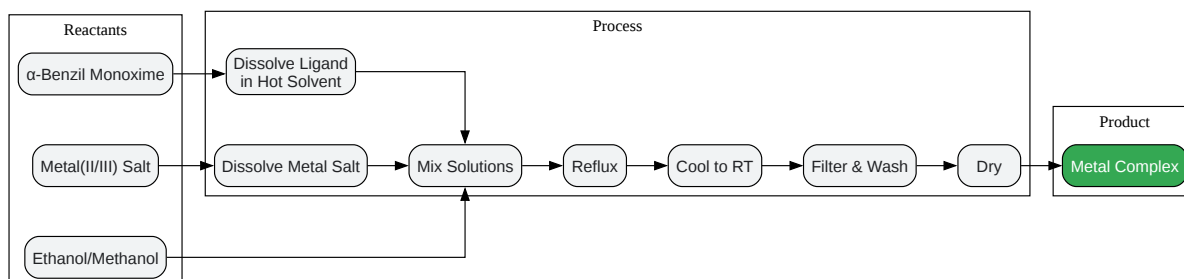 Reactants
Process
α-Benzil Monoxime
Dissolve Ligand
in Hot Solvent
Product
Metal(II/III) Salt
Dissolve Metal Salt
Mix Solutions
Reflux
Cool to RT
Filter & Wash
Dry
Metal Complex
Ethanol/Methanol